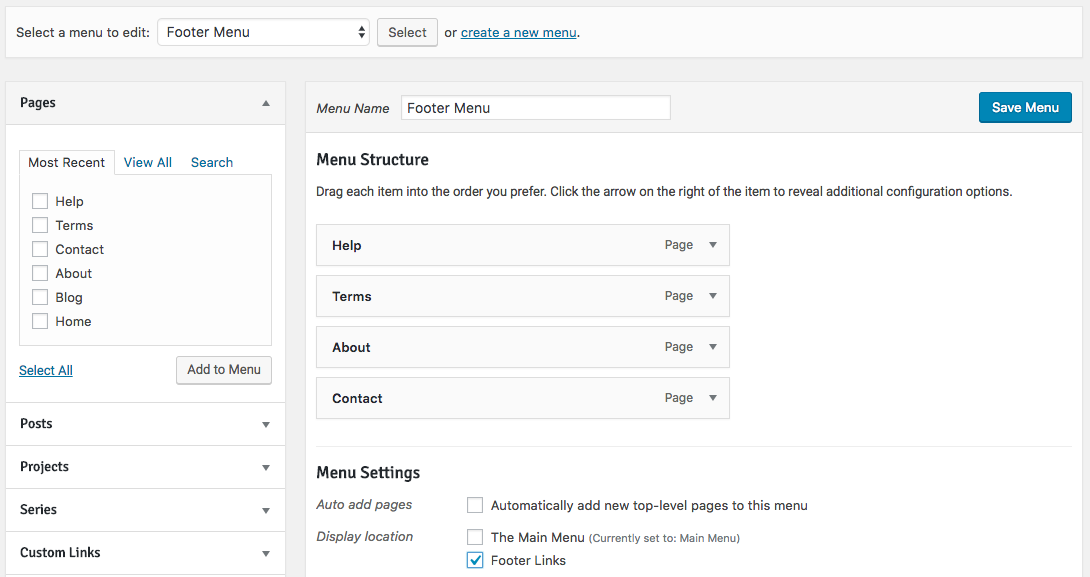 Select a menu to edit: Footer Menu Select or create a new menu.
Pages
Most Recent View All Search
Help
Terms
Contact
About
Blog
Home
Select All Add to Menu
Posts
Projects
Series
Custom Links
Menu Name Footer Menu Save Menu
Menu Structure
Drag each item into the order you prefer. Click the arrow on the right of the item to reveal additional configuration options.
Help Page
Terms Page
About Page
Contact Page
Menu Settings
Auto add pages Automatically add new top-level pages to this menu
Display location The Main Menu (Currently set to: Main Menu)
Footer Links